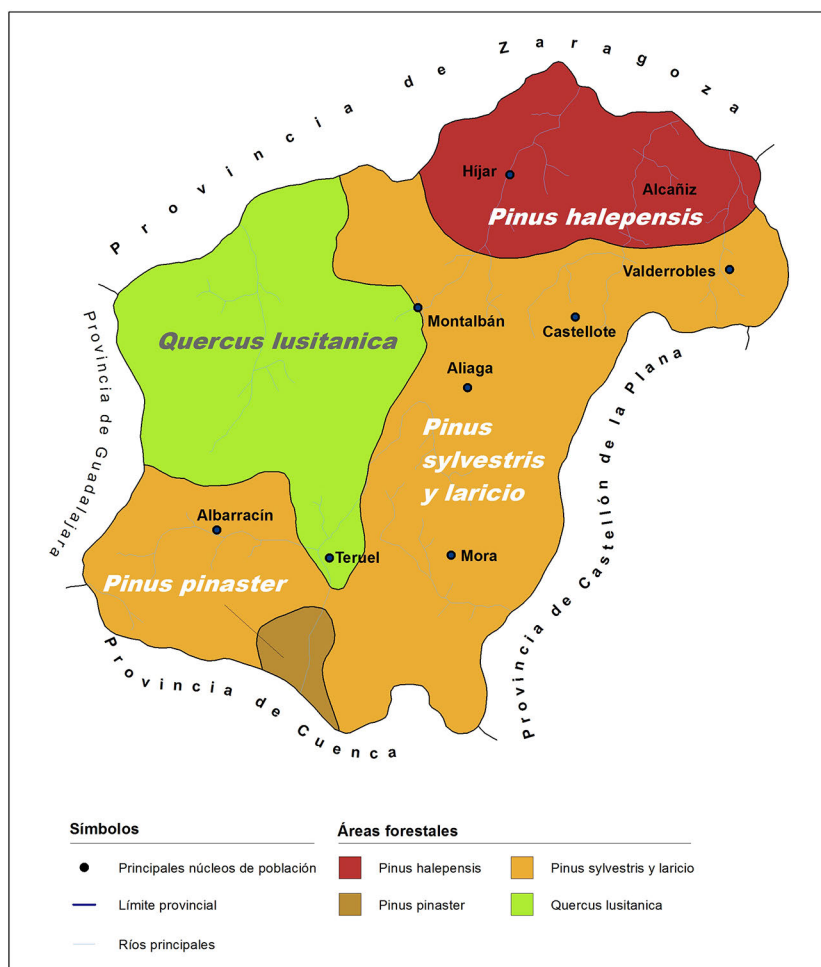 Provincia de Zaragoza
Híjar
Alcañiz
Pinus halepensis
Valderrobles
Montalbán
Castellote
Provincia de Guadalajara
Quercus lusitanica
Aliaga
Provincia de Castellón de la Plana
Pinus
sylvestris
y laricio
Albarracín
Teruel
Mora
Pinus pinaster
Provincia de Cuenca
Símbolos
Principales núcleos de población
Límite provincial
Ríos principales
Áreas forestales
Pinus halepensis
Pinus sylvestris y laricio
Pinus pinaster
Quercus lusitanica